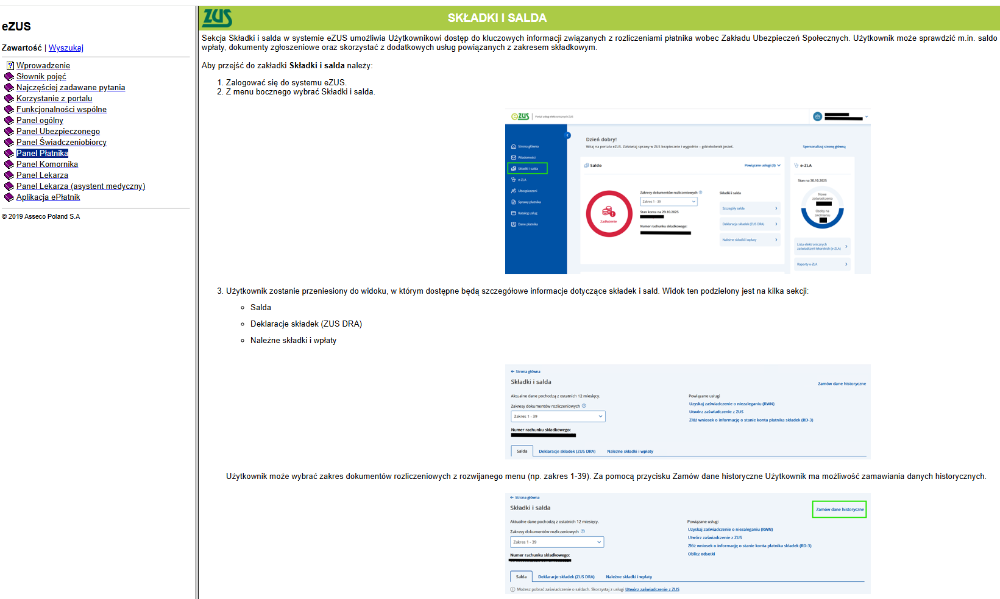 eZUS
Zawartość | Wyszukaj
Wprowadzenie
Słownik pojęć
Najczęściej zadawane pytania
Korzystanie z portalu
Funkcjonalności wspólne
Panel ogólny
Panel Ubezpieczonego
Panel Świadczeniobiorcy
Panel Płatnika
Panel Komornika
Panel Lekarza
Panel Lekarza (asystent medyczny)
Aplikacja ePłatnik
© 2019 Asseco Poland S.A
ZUS
SKŁADKI I SALDA
Sekcja Składki i salda w systemie eZUS umożliwia Użytkownikowi dostęp do kluczowych informacji związanych z rozliczeniami płatnika wobec Zakładu Ubezpieczeń Społecznych. Użytkownik może sprawdzić m.in. saldo
wpłaty, dokumenty zgłoszeniowe oraz skorzystać z dodatkowych usług powiązanych z zakresem składkowym.
Aby przejść do zakładki Składki i salda należy:
1. Zalogować się do systemu eZUS.
2. Z menu bocznego wybrać Składki i salda.
eZUS | Portal usług elektronicznych ZUS
Strona główna
Wiadomości
Składki i salda
e-ZLA
Ubezpieczeni
Sprawy płatnika
Katalog usług
Dane płatnika
Dzień dobry!
Witaj na portalu eZUS. Załatwiaj sprawy w ZUS bezpiecznie i wygodnie – gdziekolwiek jesteś.
Spersonalizuj stronę główną
Saldo
Powiązane usługi (3)
Zadłużenie
Zakresy dokumentów rozliczeniowych
Zakres 1 - 39
Stan konta na 29.10.2025
Numer rachunku składkowego:
Składki i salda
Szczegóły salda
Deklaracja składek (ZUS DRA)
Należne składki i wpłaty
e-ZLA
Stan na 30.10.2025
Nowe
zaświadczenia
Osoby na
zwolnieniu
Lista elektronicznych
zaświadczeń lekarskich (e-ZLA)
Raporty e-ZLA
3. Użytkownik zostanie przeniesiony do widoku, w którym dostępne będą szczegółowe informacje dotyczące składek i sald. Widok ten podzielony jest na kilka sekcji:
Salda
Deklaracje składek (ZUS DRA)
Należne składki i wpłaty
Strona główna
Składki i salda
Zamów dane historyczne
Aktualne dane pochodzą z ostatnich 12 miesięcy.
Zakresy dokumentów rozliczeniowych
Zakres 1 - 39
Numer rachunku składkowego:
Powiązane usługi
Uzyskaj zaświadczenie o niezaleganiu (RWN)
Utwórz zaświadczenie z ZUS
Złóż wniosek o informację o stanie konta płatnika składek (RD-3)
Salda
Deklaracje składek (ZUS DRA)
Należne składki i wpłaty
Użytkownik może wybrać zakres dokumentów rozliczeniowych z rozwijanego menu (np. zakres 1-39). Za pomocą przycisku Zamów dane historyczne Użytkownik ma możliwość zamawiania danych historycznych.
Strona główna
Składki i salda
Zamów dane historyczne
Aktualne dane pochodzą z ostatnich 12 miesięcy.
Zakresy dokumentów rozliczeniowych
Zakres 1 - 39
Numer rachunku składkowego:
Powiązane usługi
Uzyskaj zaświadczenie o niezaleganiu (RWN)
Utwórz zaświadczenie z ZUS
Złóż wniosek o informację o stanie konta płatnika składek (RD-3)
Oblicz odsetki
Salda
Deklaracje składek (ZUS DRA)
Należne składki i wpłaty
Możesz pobrać zaświadczenie o saldach. Skorzystaj z usługi Utwórz zaświadczenie z ZUS